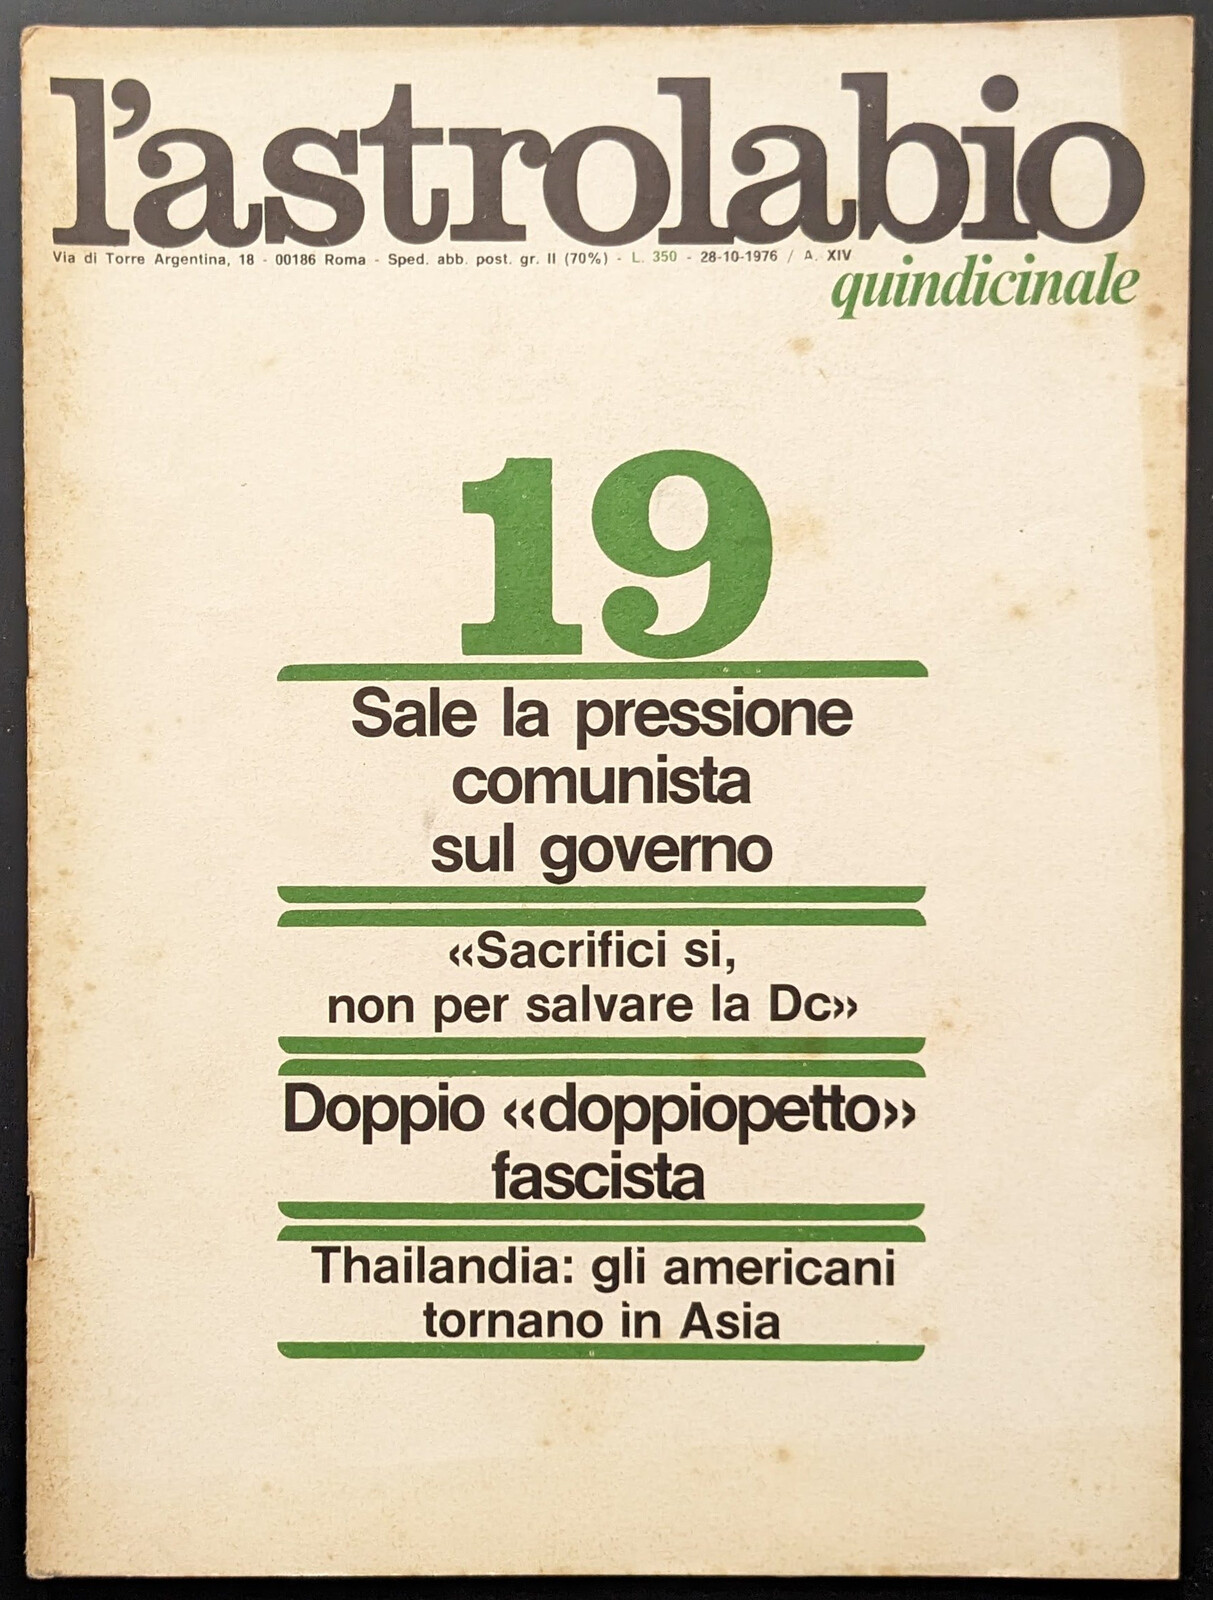 l'astrolabio
Via di Torre Argentina, 18 - 00186 Roma - Sped. abb. post. gr. II (70%) - L. 350 - 28-10-1976 / A. XIV
quindicinale
19
Sale la pressione
comunista
sul governo
«Sacrifici si,
non per salvare la Dc»
Doppio «doppiopetto»
fascista
Thailandia: gli americani
tornano in Asia